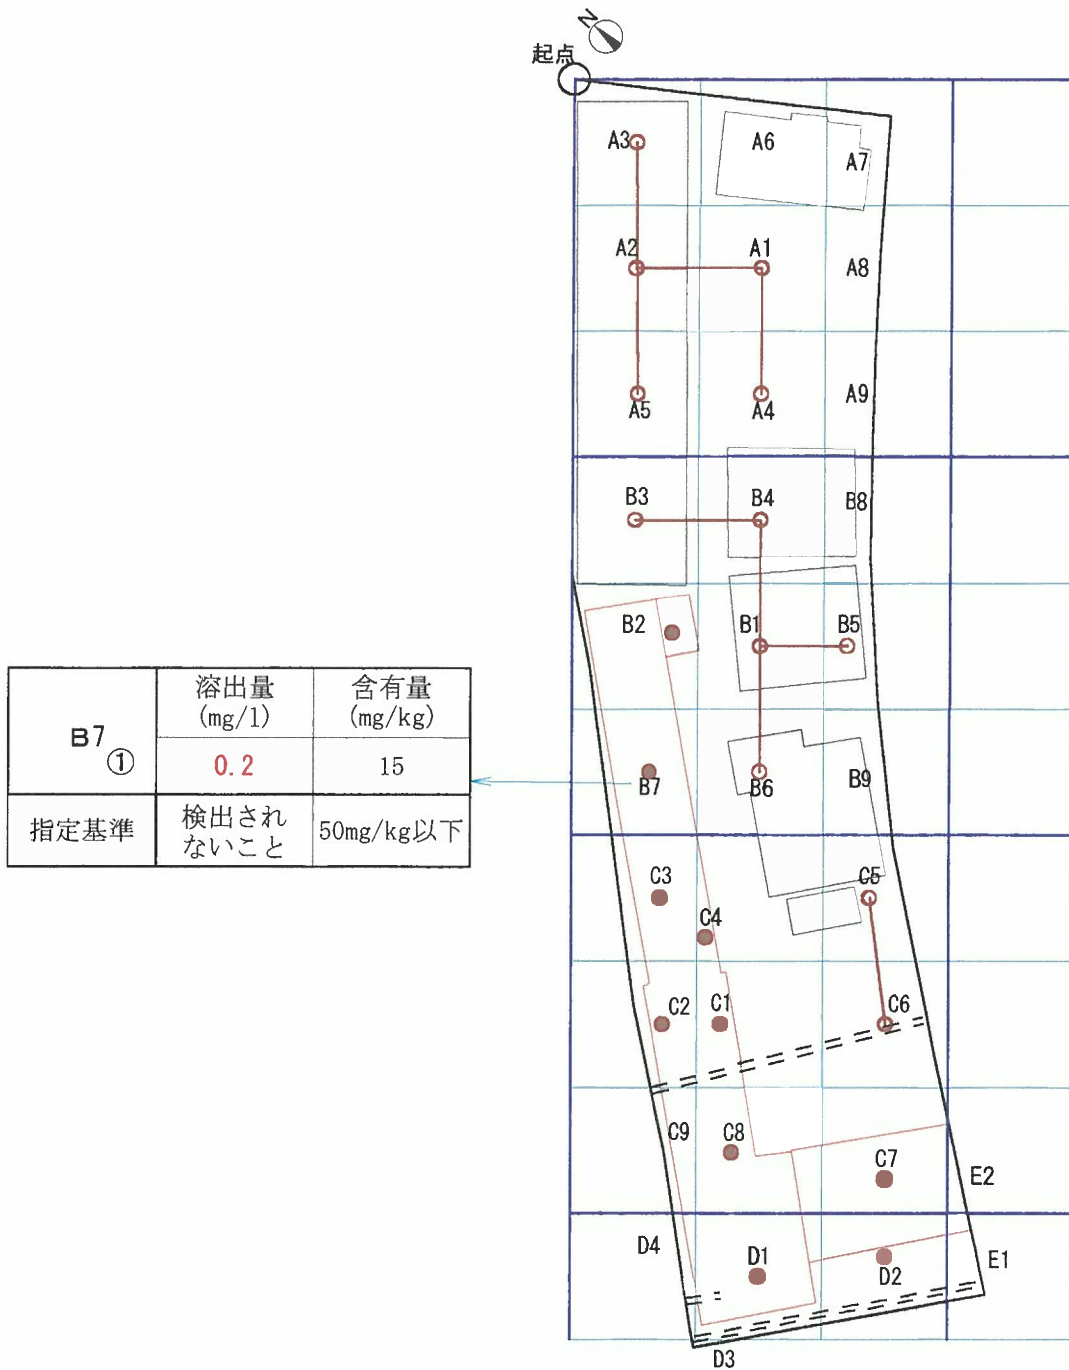 N
起点
A3
A6
A7
A2
A1
A8
A5
A4
A9
B3
B4
B8
B2
B1
B5
B7
B6
B9
溶出量
(mg/l)
含有量
(mg/kg)
B7 ①
0.2
15
指定基準
検出され
ないこと
50mg/kg以下
C3
C4
C5
C2
C1
C6
C9
C8
C7
E2
D4
D1
D2
E1
D3